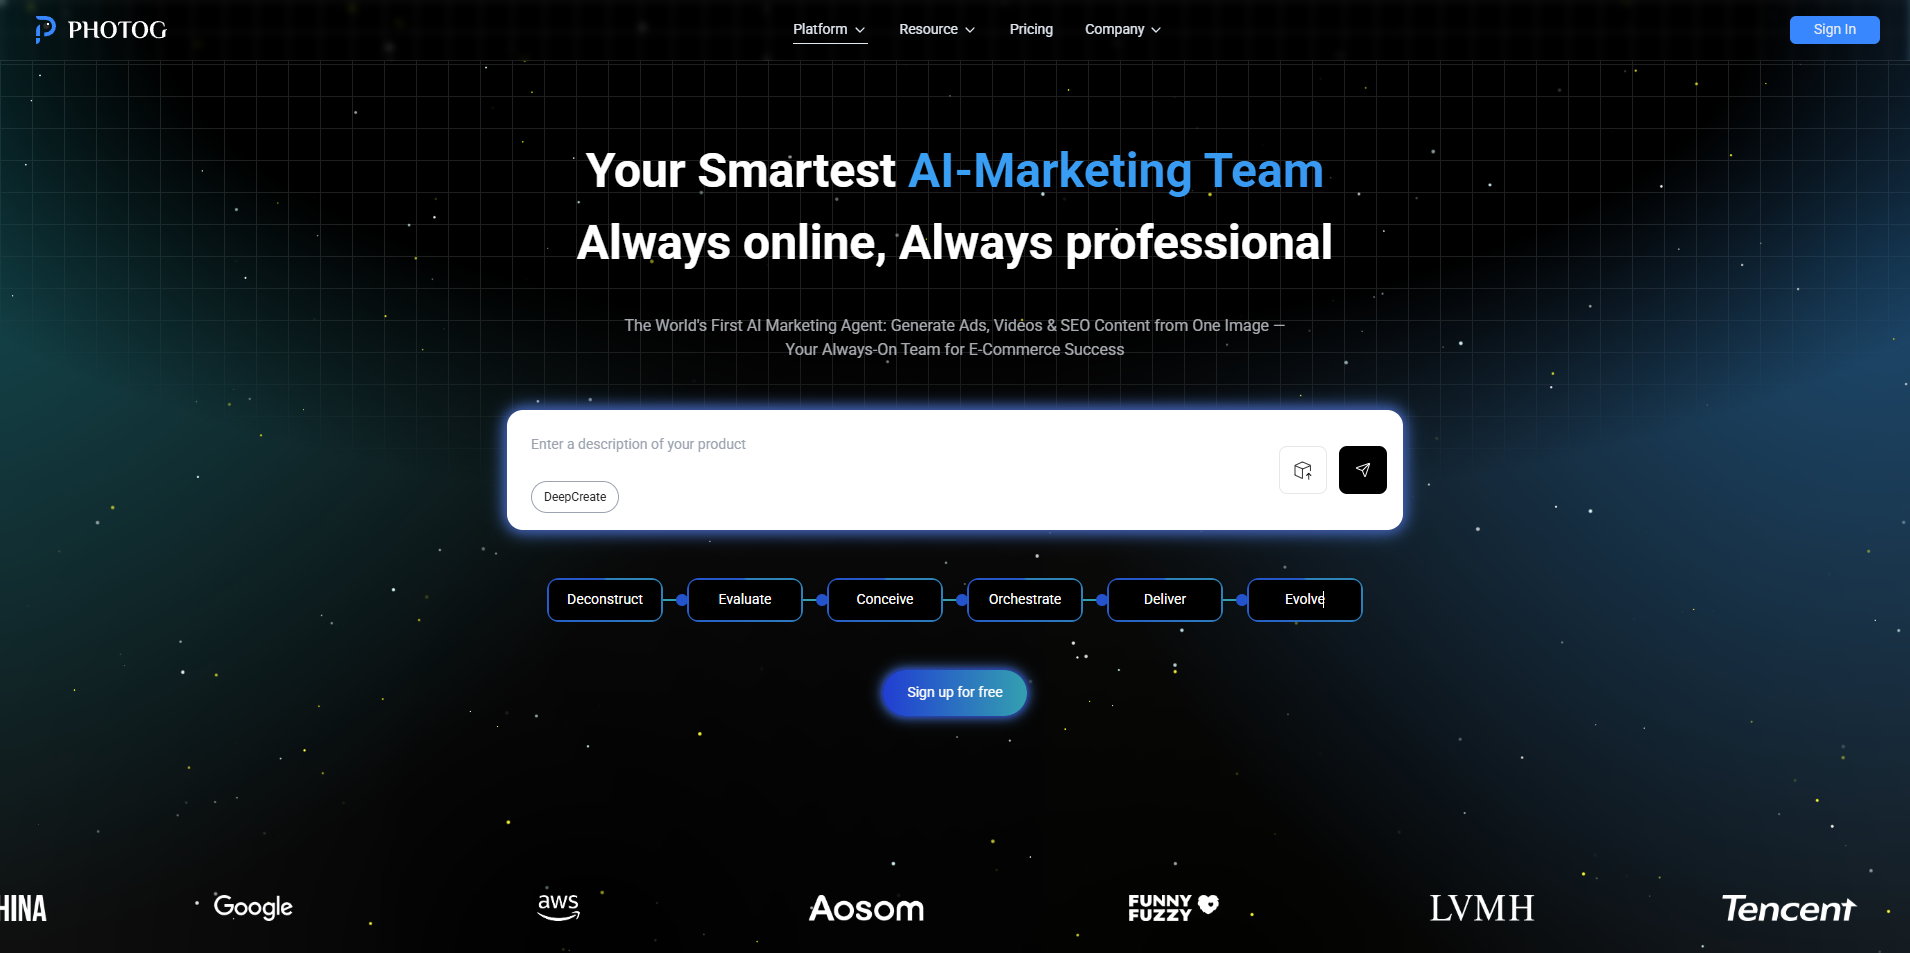 PHOTOG
Platform
Resource
Pricing
Company
Sign In
Your Smartest AI-Marketing Team
Always online, Always professional
The World's First AI Marketing Agent: Generate Ads, Videos & SEO Content from One Image —
Your Always-On Team for E-Commerce Success
Enter a description of your product
DeepCreate
Deconstruct
Evaluate
Conceive
Orchestrate
Deliver
Evolve
Sign up for free
HINA
Google
aws
Aosom
FUNNY
FUZZY
LVMH
Tencent